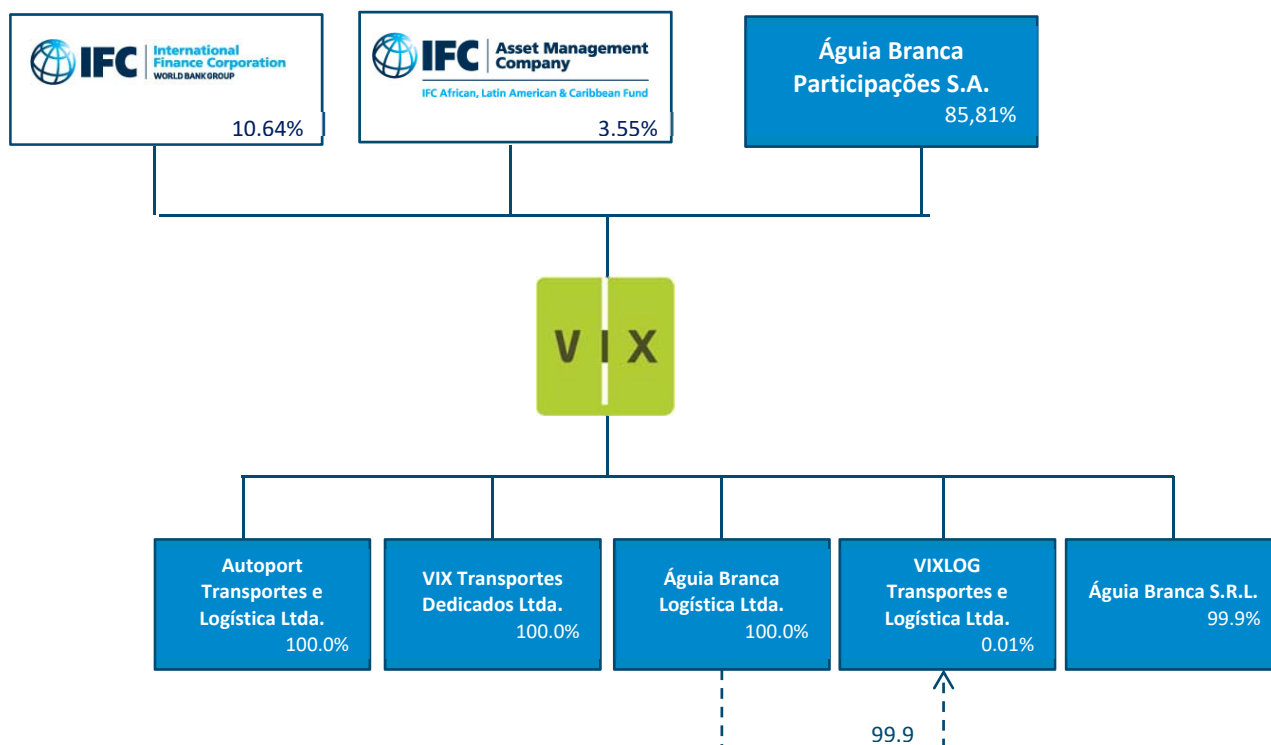 IFC
International
Finance Corporation
WORLD BANK GROUP
10.64%
IFC
Asset Management
Company
IFC African, Latin American & Caribbean Fund
3.55%
Águia Branca
Participações S.A.
85,81%
VIX
Autoport
Transportes e
Logística Ltda.
100.0%
VIX Transportes
Dedicados Ltda.
100.0%
Águia Branca
Logística Ltda.
100.0%
VIXLOG
Transportes e
Logística Ltda.
0.01%
Águia Branca S.R.L.
99.9%
99.9